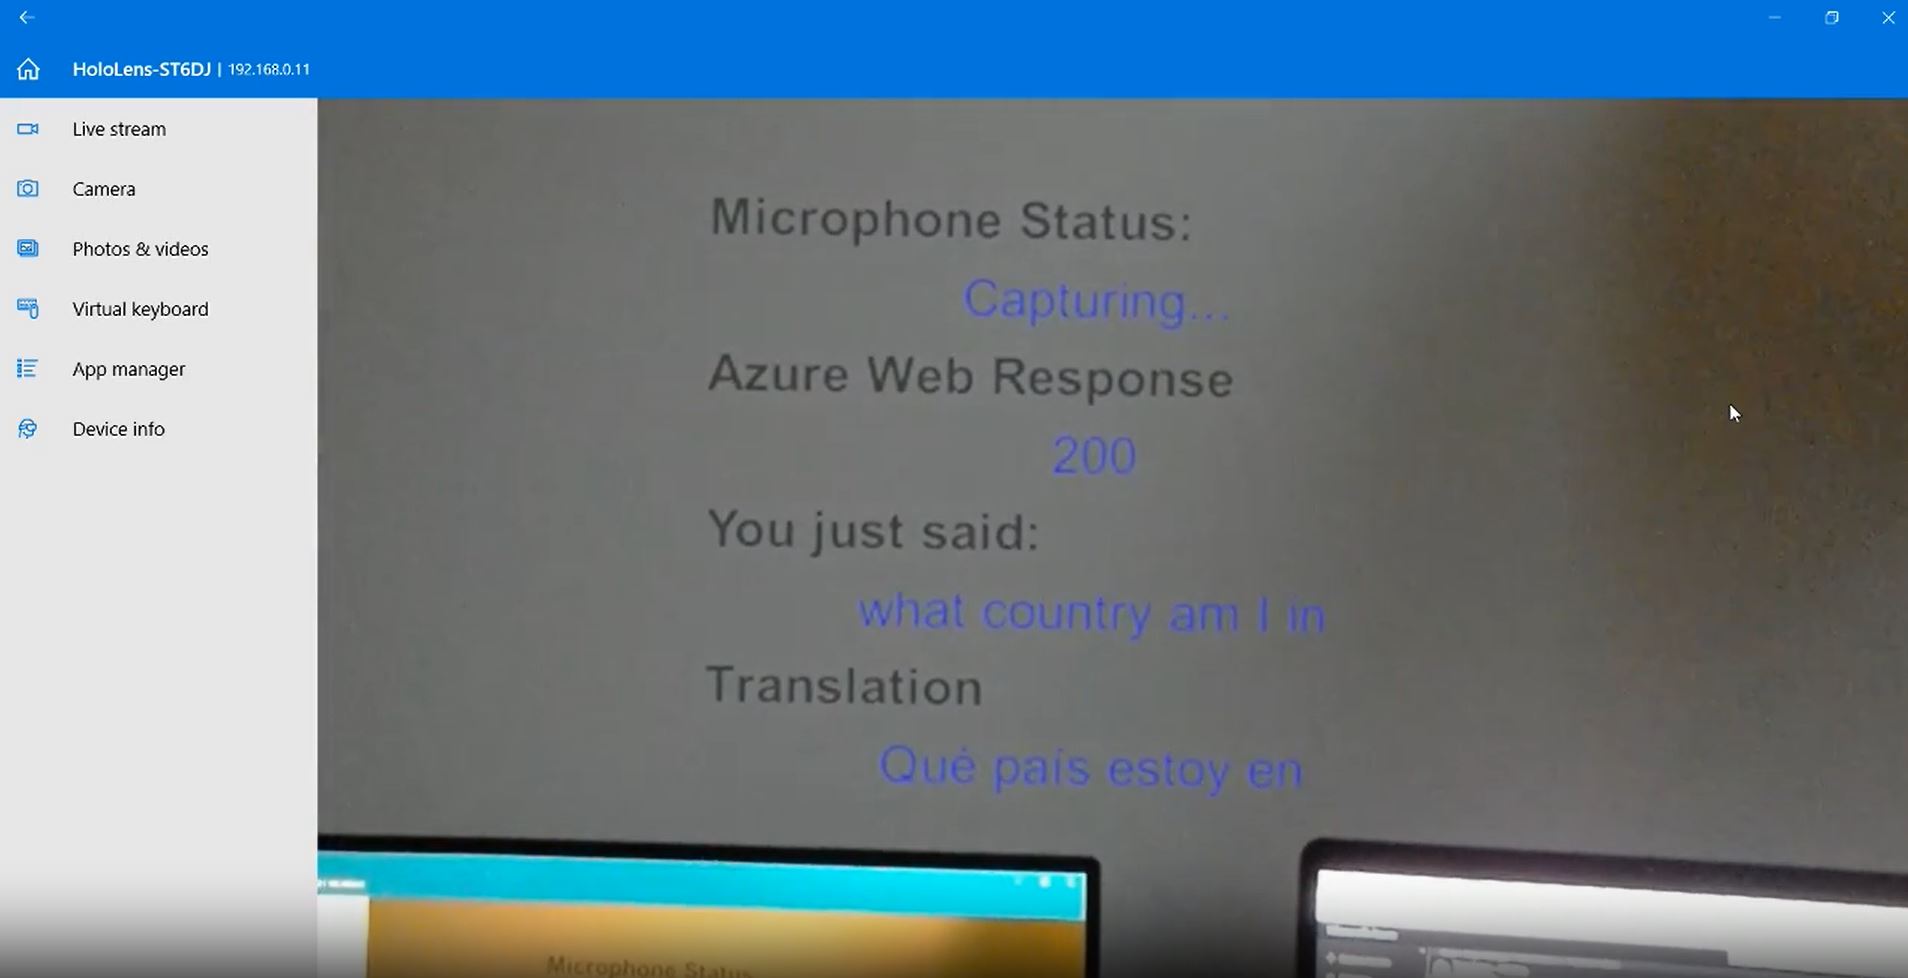 HoloLens-ST6DJ | 192.168.0.11
Live stream
Camera
Photos & videos
Virtual keyboard
App manager
Device info
Microphone Status:
Capturing...
Azure Web Response
200
You just said:
what country am I in
Translation
Qué país estoy en
Microphone Status